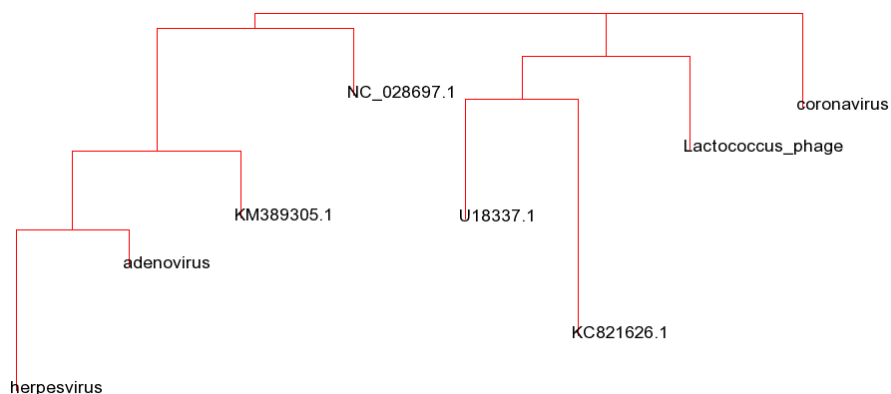 NC_028697.1
coronavirus
Lactococcus_phage
KM389305.1
U18337.1
adenovirus
KC821626.1
herpesvirus